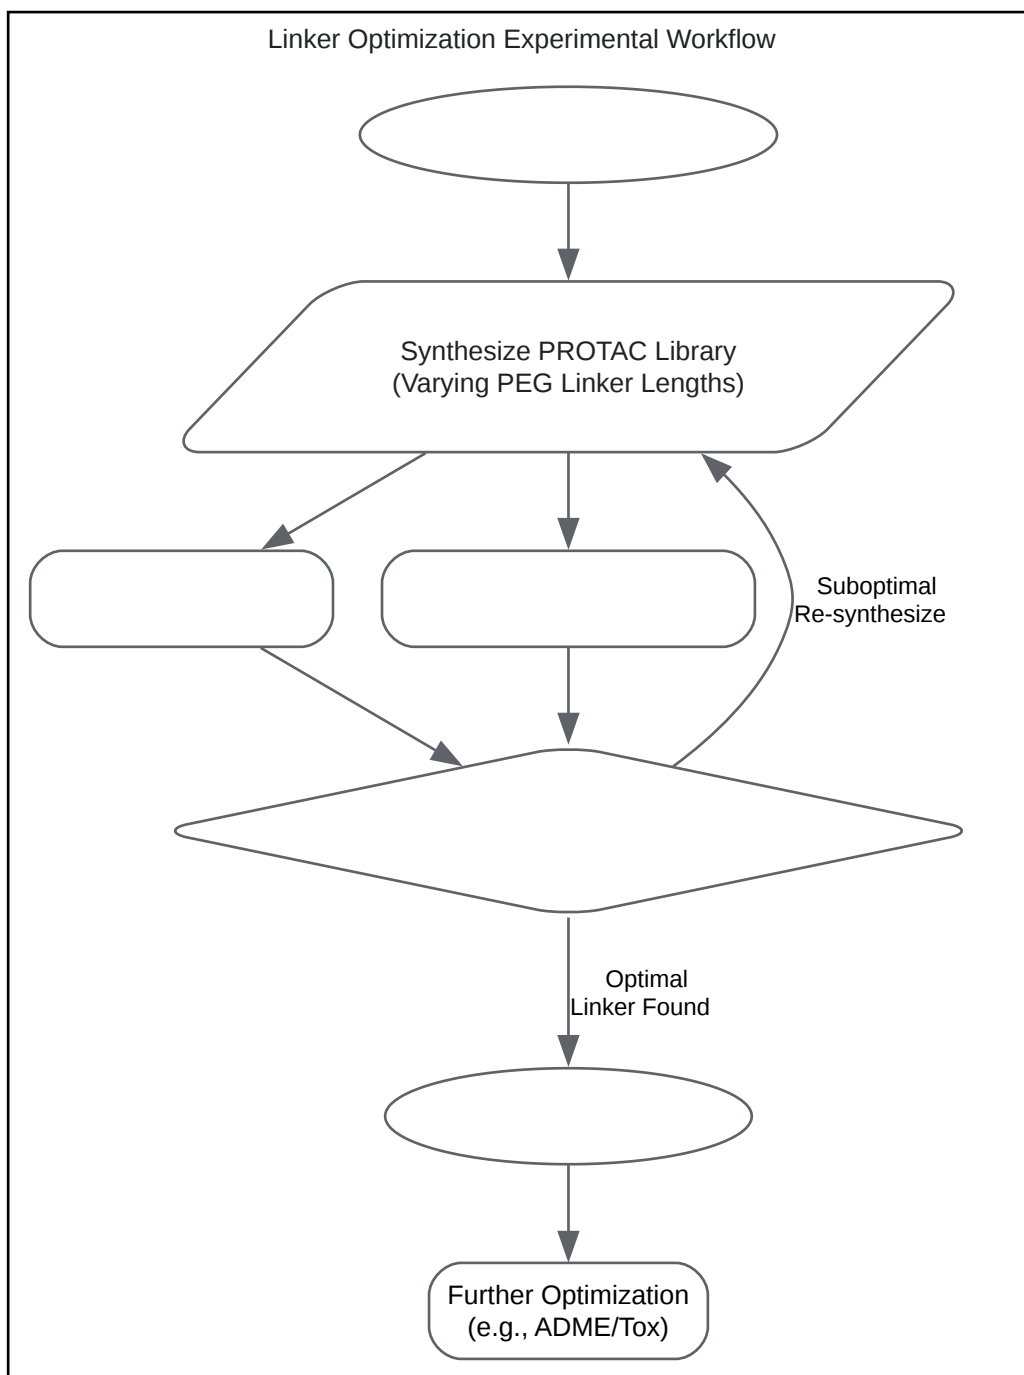 Linker Optimization Experimental Workflow
Synthesize PROTAC Library
(Varying PEG Linker Lengths)
Suboptimal
Re-synthesize
Optimal
Linker Found
Further Optimization
(e.g., ADME/Tox)